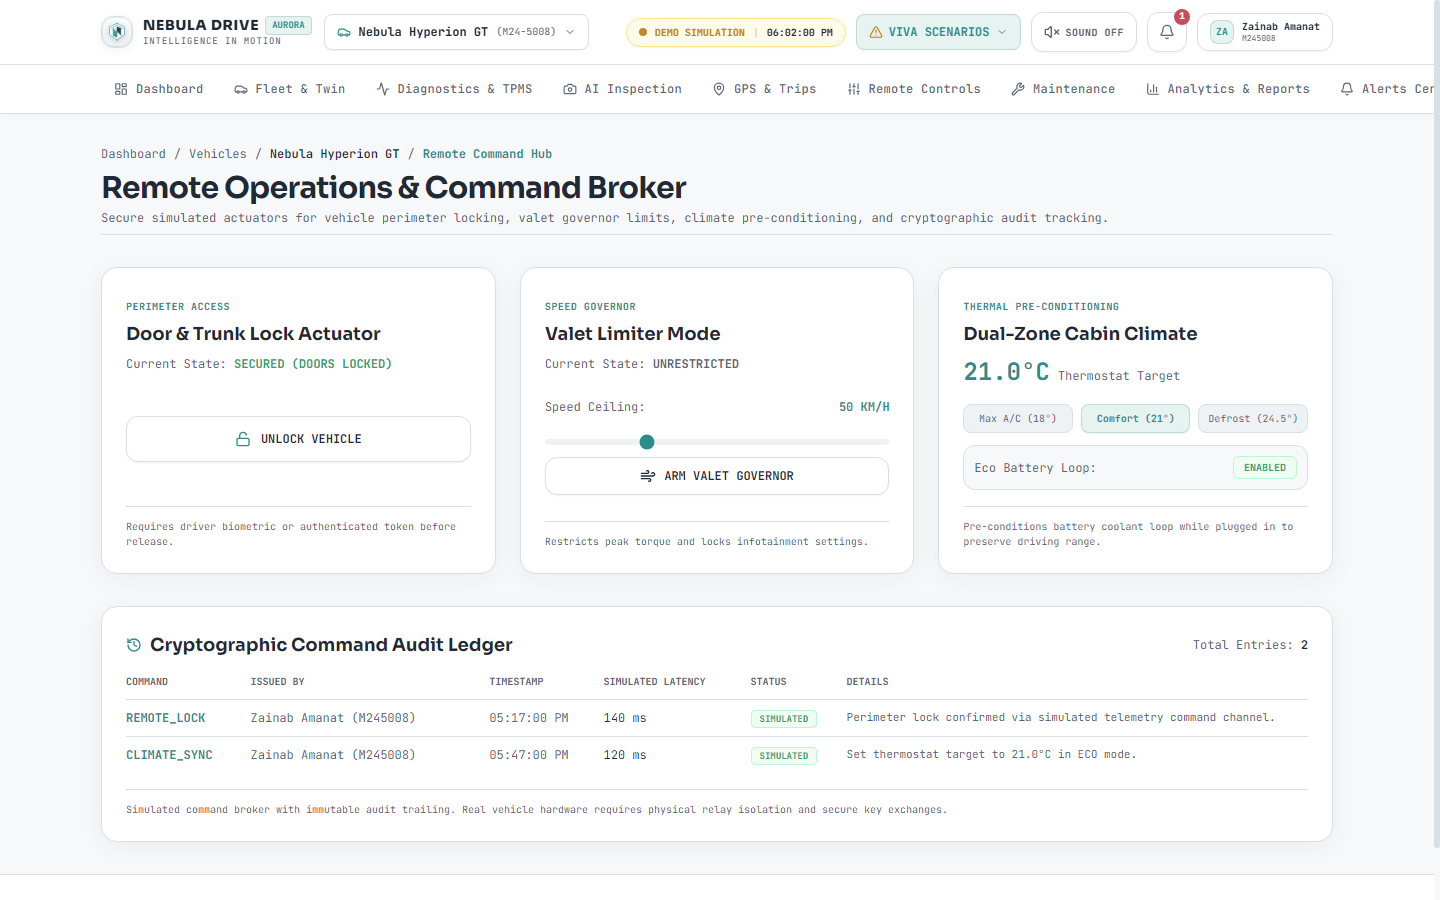 NEBULA DRIVE AURORA
INTELLIGENCE IN MOTION
Nebula Hyperion GT (M24-5008)
DEMO SIMULATION | 06:02:00 PM
VIVA SCENARIOS
SOUND OFF
1
ZA
Zainab Amanat
M245008
Dashboard
Fleet & Twin
Diagnostics & TPMS
AI Inspection
GPS & Trips
Remote Controls
Maintenance
Analytics & Reports
Alerts Cer
Dashboard / Vehicles / Nebula Hyperion GT / Remote Command Hub
Remote Operations & Command Broker
Secure simulated actuators for vehicle perimeter locking, valet governor limits, climate pre-conditioning, and cryptographic audit tracking.
PERIMETER ACCESS
Door & Trunk Lock Actuator
Current State: SECURED (DOORS LOCKED)
UNLOCK VEHICLE
Requires driver biometric or authenticated token before
release.
SPEED GOVERNOR
Valet Limiter Mode
Current State: UNRESTRICTED
Speed Ceiling: 50 KM/H
ARM VALET GOVERNOR
Restricts peak torque and locks infotainment settings.
THERMAL PRE-CONDITIONING
Dual-Zone Cabin Climate
21.0°C Thermostat Target
Max A/C (18°) Comfort (21°) Defrost (24.5°)
Eco Battery Loop: ENABLED
Pre-conditions battery coolant loop while plugged in to
preserve driving range.
Cryptographic Command Audit Ledger
Total Entries: 2
COMMAND ISSUED BY TIMESTAMP SIMULATED LATENCY STATUS DETAILS
REMOTE_LOCK Zainab Amanat (M245008) 05:17:00 PM 140 ms SIMULATED Perimeter lock confirmed via simulated telemetry command channel.
CLIMATE_SYNC Zainab Amanat (M245008) 05:47:00 PM 120 ms SIMULATED Set thermostat target to 21.0°C in ECO mode.
Simulated command broker with immutable audit trailing. Real vehicle hardware requires physical relay isolation and secure key exchanges.